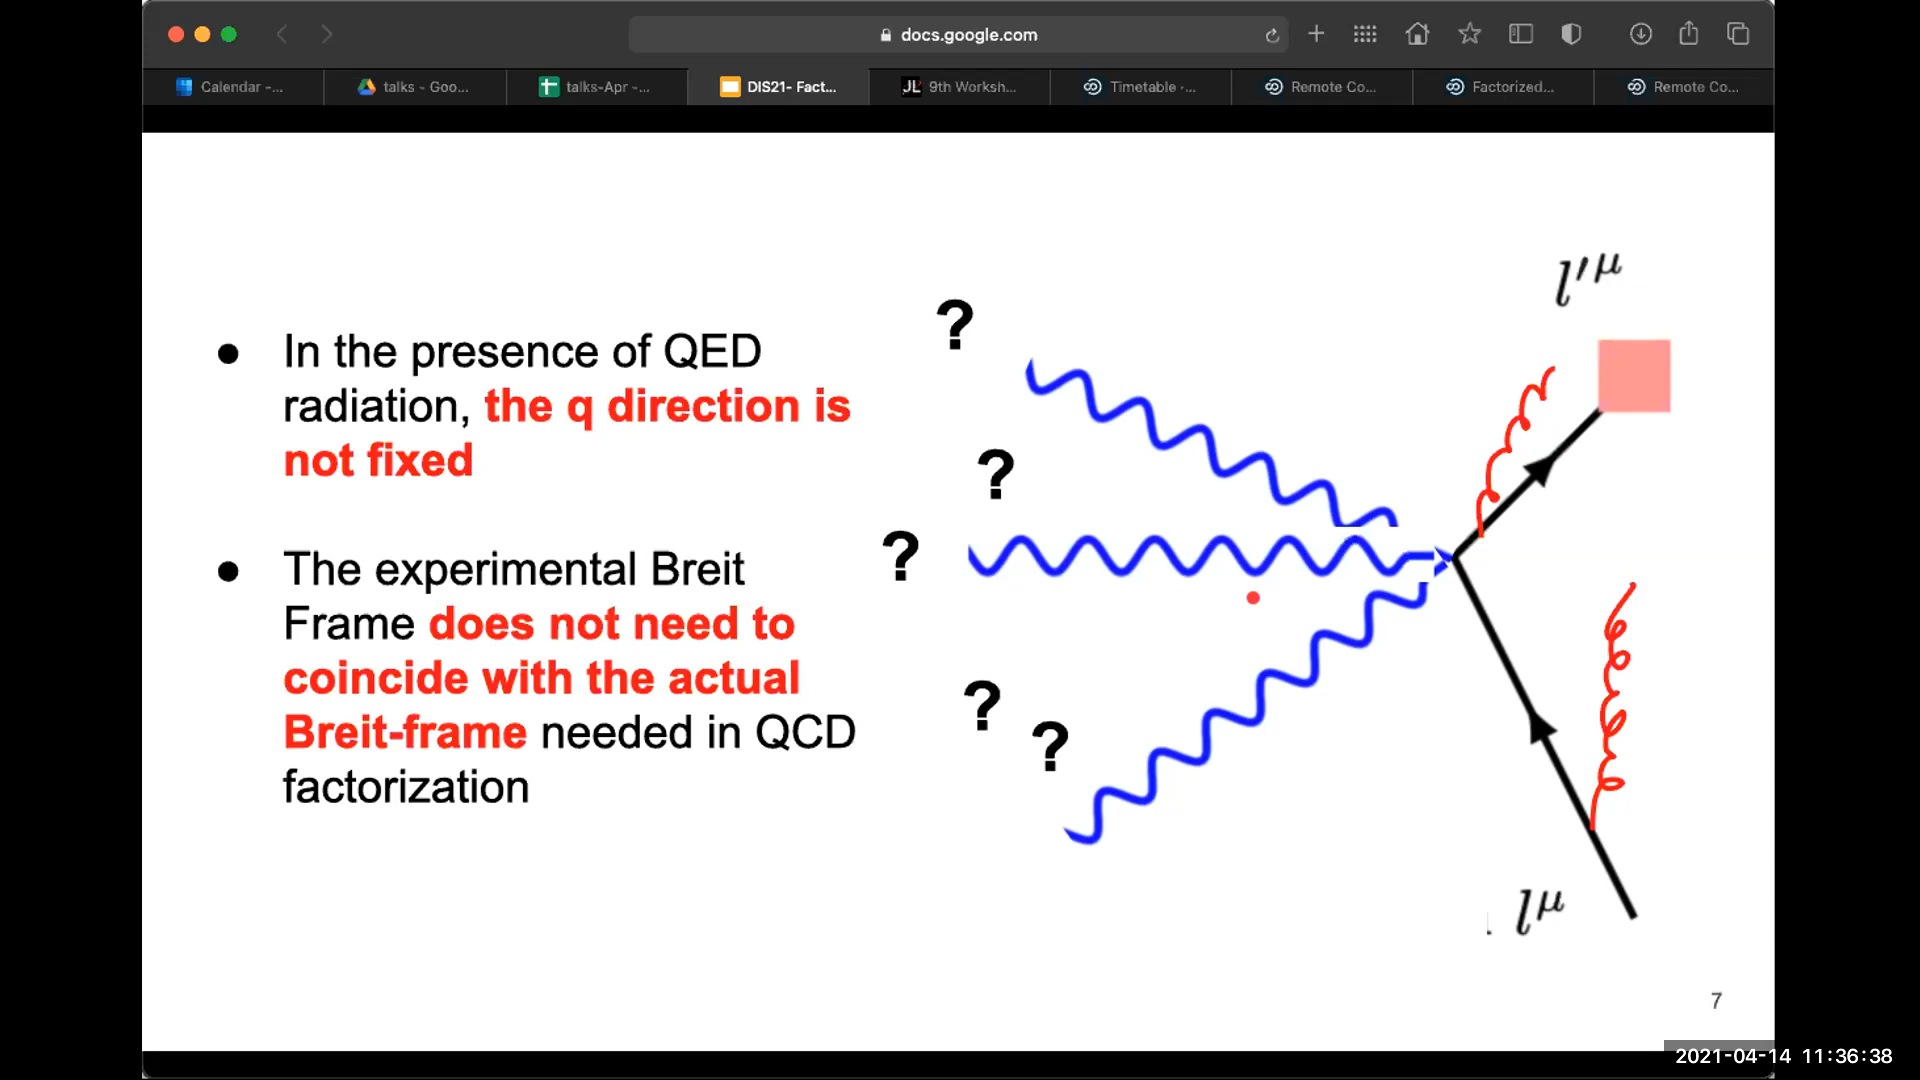 docs.google.com
Calendar -...
talks - Goo...
talks-Apr -...
DIS21- Fact...
JL 9th Worksh...
Timetable ·...
Remote Co...
Factorized...
Remote Co...
l'μ
?
● In the presence of QED
radiation, the q direction is
not fixed
?
?
● The experimental Breit
Frame does not need to
coincide with the actual
Breit-frame needed in QCD
factorization
?
?
lμ
7
2021-04-14 11:36:38